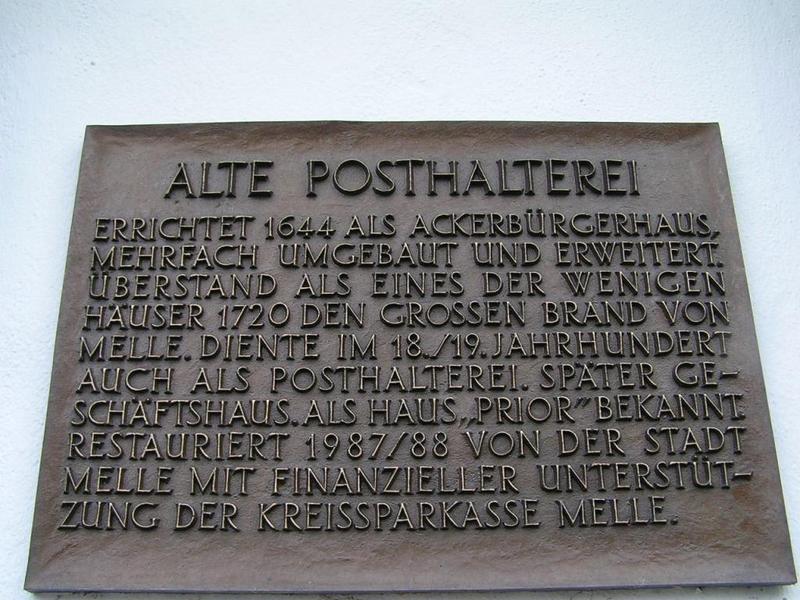 ALTE POSTHALTEREI
ERRICHTET 1644 ALS ACKERBÜRGERHAUS,
MEHRFACH UMGEBAUT UND ERWEITERT.
ÜBERSTAND ALS EINES DER WENIGEN
HÄUSER 1720 DEN GROSSEN BRAND VON
MELLE. DIENTE IM 18./19. JAHRHUNDERT
AUCH ALS POSTHALTEREI. SPÄTER GE-
SCHÄFTSHAUS. ALS HAUS „PRIOR” BEKANNT.
RESTAURIERT 1987/88 VON DER STADT
MELLE MIT FINANZIELLER UNTERSTÜT-
ZUNG DER KREISSPARKASSE MELLE.